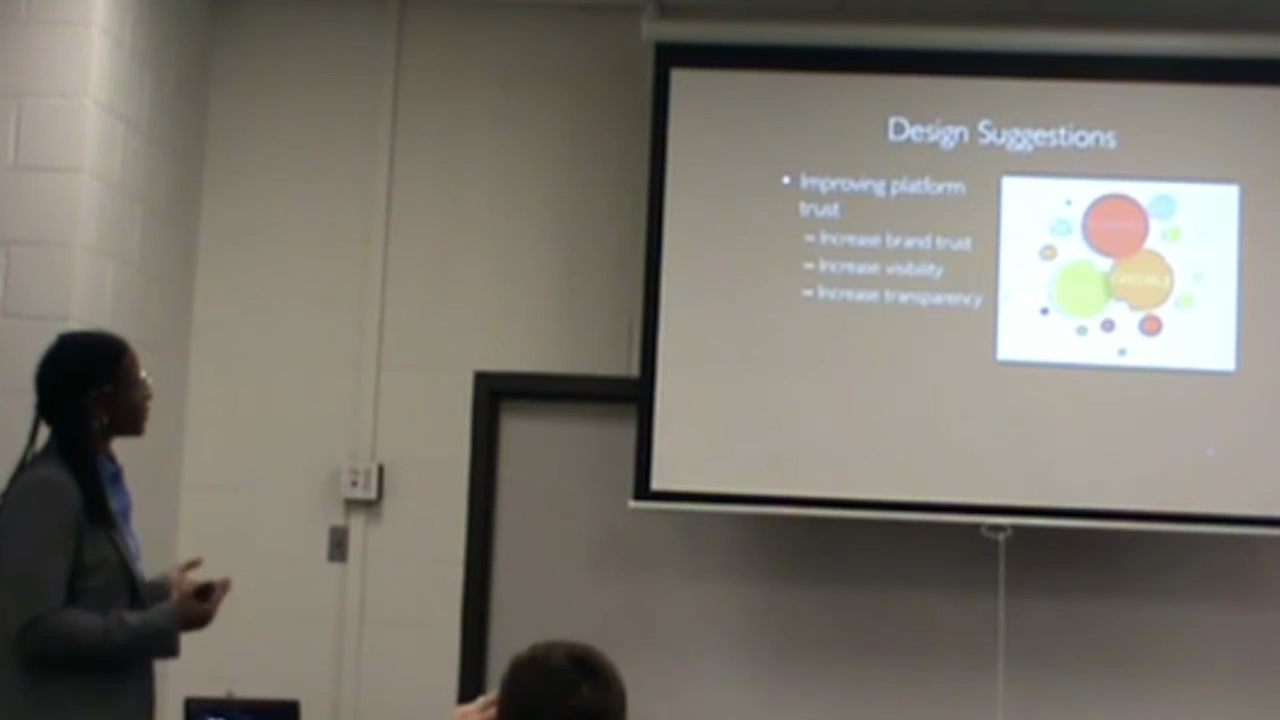 Design Suggestions
• Improving platform
trust
– Increase brand trust
– Increase visibility
– Increase transparency